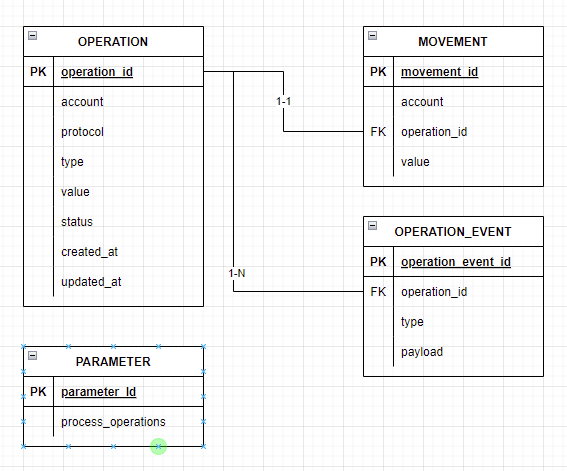 OPERATION
PK operation_id
account
protocol
type
value
status
created_at
updated_at
MOVEMENT
PK movement_id
account
FK operation_id
value
1-1
1-N
OPERATION_EVENT
PK operation_event_id
FK operation_id
type
payload
PARAMETER
PK parameter_Id
process_operations